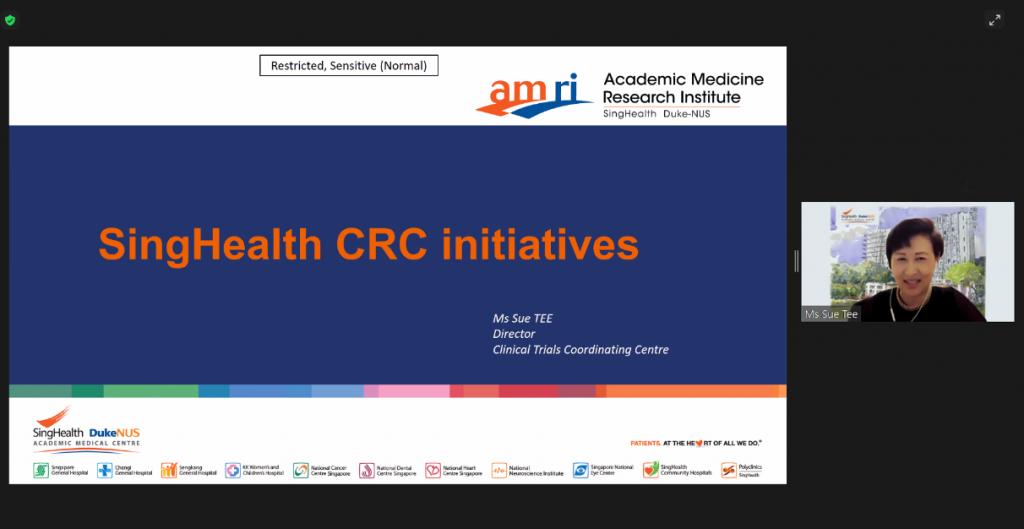 Restricted, Sensitive (Normal)
amri
Academic Medicine
Research Institute
SingHealth Duke-NUS
SingHealth CRC initiatives
Ms Sue TEE
Director
Clinical Trials Coordinating Centre
Ms Sue Tee
SingHealth DukeNUS
ACADEMIC MEDICAL CENTRE
PATIENTS. AT THE HE RT OF ALL WE DO.®
Singapore
General Hospital
Changi
General Hospital
Sengkang
General Hospital
KK Women's and
Children's Hospital
National Cancer
Centre Singapore
National Dental
Centre Singapore
National Heart
Centre Singapore
National
Neuroscience Institute
Singapore National
Eye Centre
SingHealth
Community Hospitals
Polyclinics
SingHealth